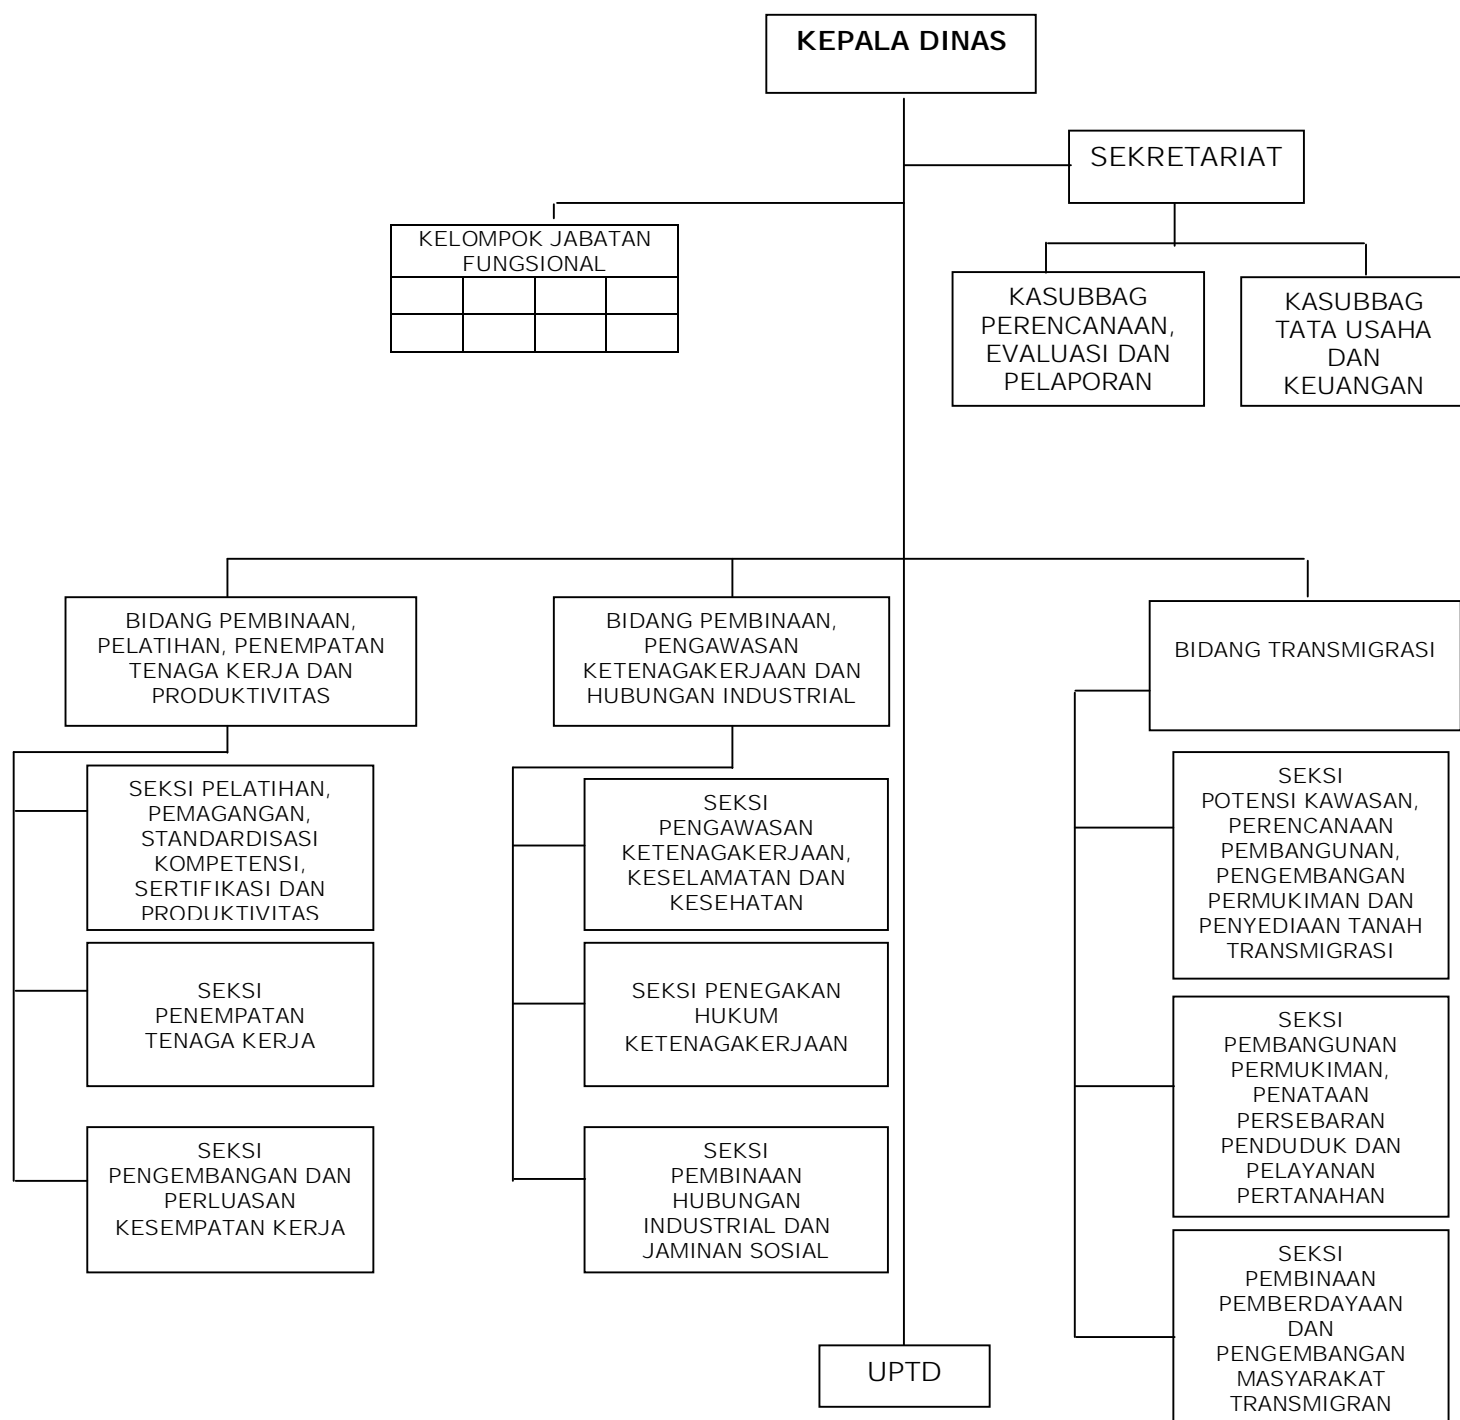 KEPALA DINAS
SEKRETARIAT
KELOMPOK JABATAN
FUNGSIONAL
KASUBBAG
PERENCANAAN,
EVALUASI DAN
PELAPORAN
KASUBBAG
TATA USAHA
DAN
KEUANGAN
BIDANG PEMBINAAN,
PELATIHAN, PENEMPATAN
TENAGA KERJA DAN
PRODUKTIVITAS
BIDANG PEMBINAAN,
PENGAWASAN
KETENAGAKERJAAN DAN
HUBUNGAN INDUSTRIAL
BIDANG TRANSMIGRASI
SEKSI PELATIHAN,
PEMAGANGAN,
STANDARDISASI
KOMPETENSI,
SERTIFIKASI DAN
PRODUKTIVITAS
SEKSI
PENEMPATAN
TENAGA KERJA
SEKSI
PENGEMBANGAN DAN
PERLUASAN
KESEMPATAN KERJA
SEKSI
PENGAWASAN
KETENAGAKERJAAN,
KESELAMATAN DAN
KESEHATAN
SEKSI PENEGAKAN
HUKUM
KETENAGAKERJAAN
SEKSI
PEMBINAAN
HUBUNGAN
INDUSTRIAL DAN
JAMINAN SOSIAL
SEKSI
POTENSI KAWASAN,
PERENCANAAN
PEMBANGUNAN,
PENGEMBANGAN
PERMUKIMAN DAN
PENYEDIAAN TANAH
TRANSMIGRASI
SEKSI
PEMBANGUNAN
PERMUKIMAN,
PENATAAN
PERSEBARAN
PENDUDUK DAN
PELAYANAN
PERTANAHAN
SEKSI
PEMBINAAN
PEMBERDAYAAN
DAN
PENGEMBANGAN
MASYARAKAT
TRANSMIGRAN
UPTD